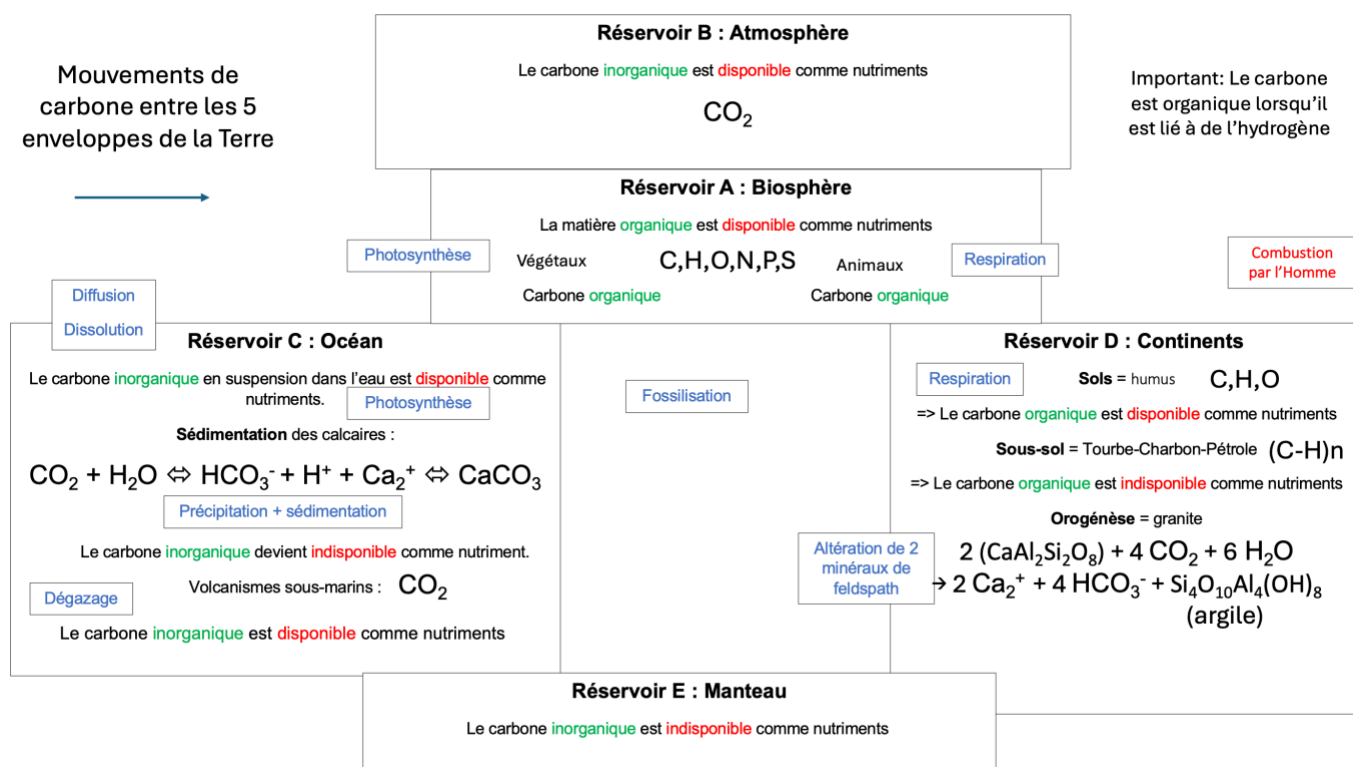 Mouvements de
carbone entre les 5
enveloppes de la Terre
Réservoir B : Atmosphère
Le carbone inorganique est disponible comme nutriments
CO₂
Important: Le carbone
est organique lorsqu'il
est lié à de l'hydrogène
Réservoir A : Biosphère
La matière organique est disponible comme nutriments
Photosynthèse
Végétaux
C,H,O,N,P,S
Animaux
Respiration
Carbone organique
Carbone organique
Combustion
par l'Homme
Diffusion
Dissolution
Réservoir C : Océan
Le carbone inorganique en suspension dans l'eau est disponible comme
nutriments.
Photosynthèse
Sédimentation des calcaires :
CO₂ + H₂O ⇔ HCO₃⁻ + H⁺ + Ca₂⁺ ⇔ CaCO₃
Précipitation + sédimentation
Le carbone inorganique devient indisponible comme nutriment.
Volcanismes sous-marins : CO₂
Dégazage
Le carbone inorganique est disponible comme nutriments
Fossilisation
Réservoir D : Continents
Respiration
Sols = humus C,H,O
=> Le carbone organique est disponible comme nutriments
Sous-sol = Tourbe-Charbon-Pétrole (C-H)n
=> Le carbone organique est indisponible comme nutriments
Orogénèse = granite
Altération de 2
minéraux de
feldspath
2 (CaAl₂Si₂O₈) + 4 CO₂ + 6 H₂O
→ 2 Ca₂⁺ + 4 HCO₃⁻ + Si₄O₁₀Al₄(OH)₈
(argile)
Réservoir E : Manteau
Le carbone inorganique est indisponible comme nutriments